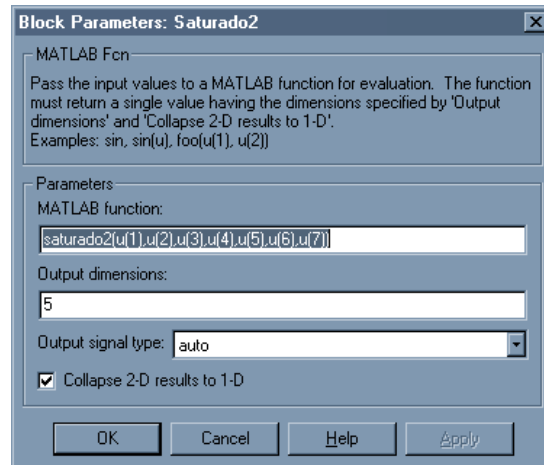 Block Parameters: Saturado2
MATLAB Fcn
Pass the input values to a MATLAB function for evaluation. The function
must return a single value having the dimensions specified by 'Output
dimensions' and 'Collapse 2-D results to 1-D'.
Examples: sin, sin(u), foo(u(1), u(2))
Parameters
MATLAB function:
saturado2(u(1),u(2),u(3),u(4),u(5),u(6),u(7))
Output dimensions:
5
Output signal type: auto
Collapse 2-D results to 1-D
OK Cancel Help Apply